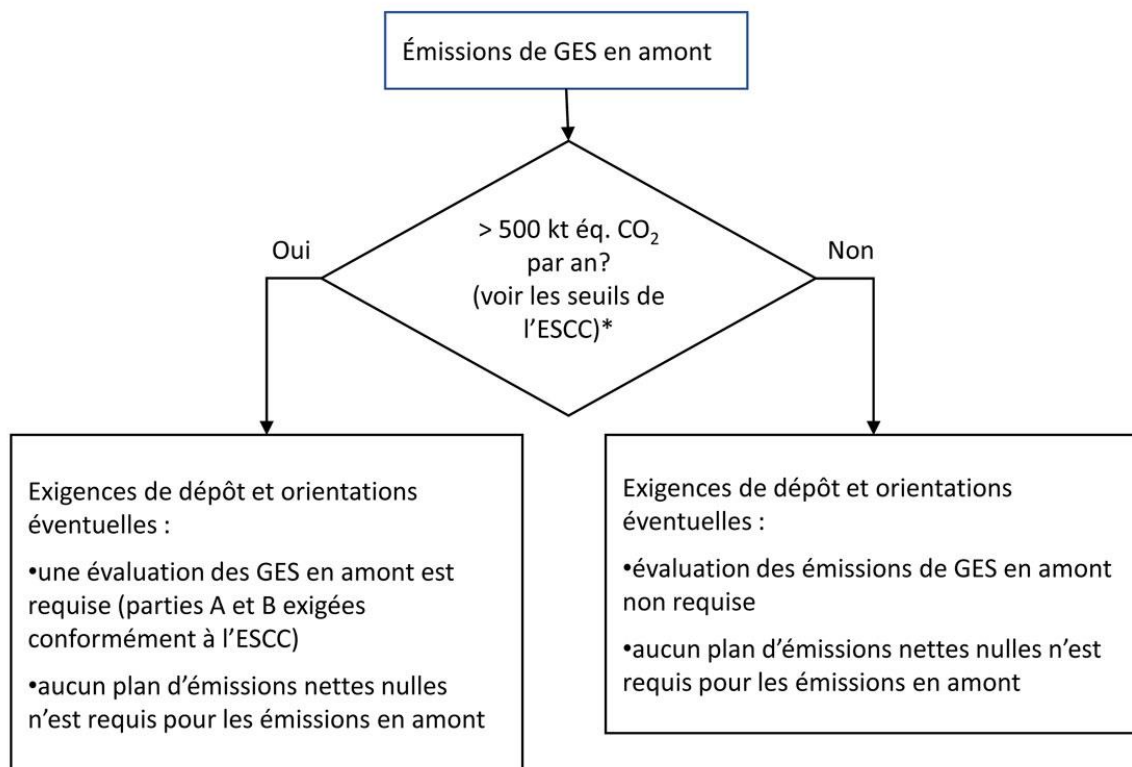 Émissions de GES en amont
> 500 kt éq. CO₂
par an?
(voir les seuils de
l’ESCC)*
Oui
Non
Exigences de dépôt et orientations
éventuelles :
•une évaluation des GES en amont est
requise (parties A et B exigées
conformément à l’ESCC)
•aucun plan d’émissions nettes nulles
n’est requis pour les émissions en amont
Exigences de dépôt et orientations
éventuelles :
•évaluation des émissions de GES en amont
non requise
•aucun plan d’émissions nettes nulles n’est
requis pour les émissions en amont